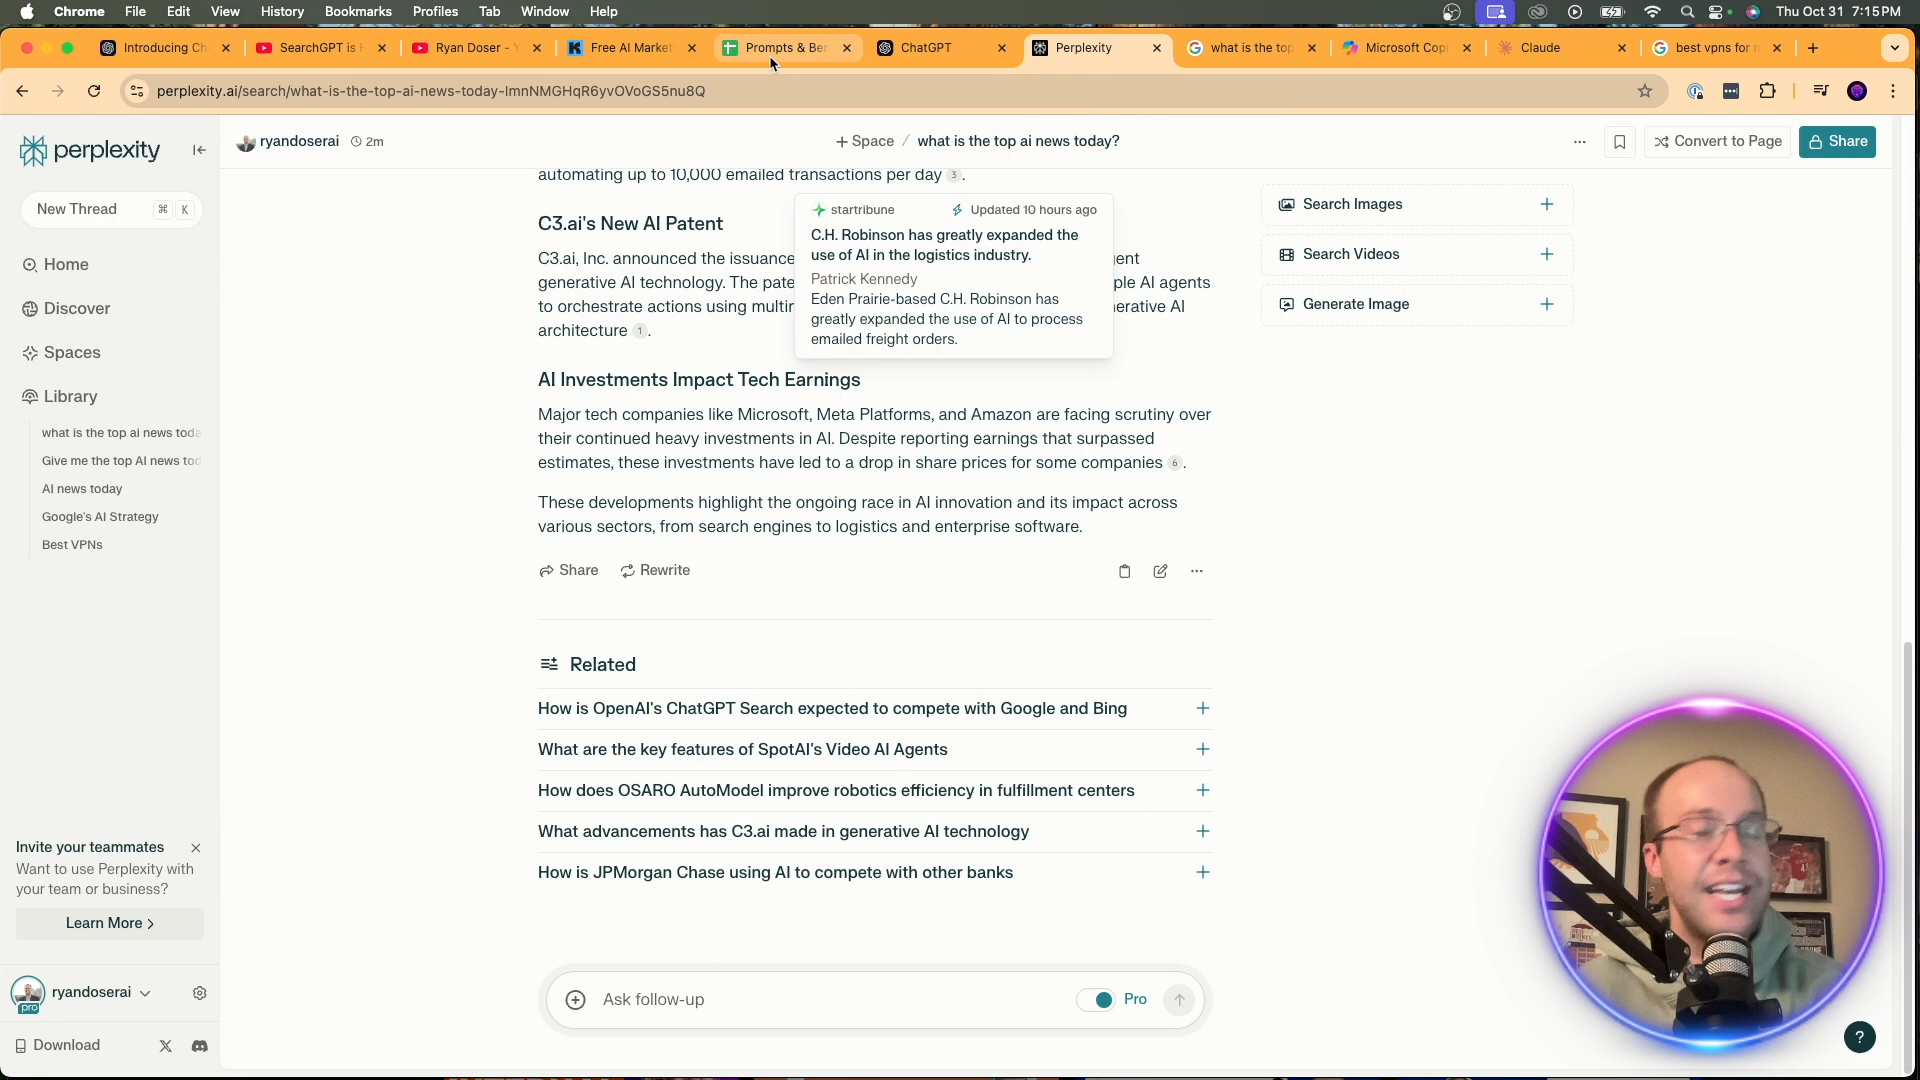 Chrome File Edit View History Bookmarks Profiles Tab Window Help Thu Oct 31 7:15 PM
Introducing Ch SearchGPT is H Ryan Doser - Y Free AI Market Prompts & Ben ChatGPT Perplexity what is the top Microsoft Copi Claude best vpns for n
perplexity.ai/search/what-is-the-top-ai-news-today-lmnNMGHqR6yvOVoGS5nu8Q
perplexity
ryandoserai 2m
+ Space / what is the top ai news today?
Convert to Page
Share
New Thread ⌘ K
Home
Discover
Spaces
Library
what is the top ai news toda
Give me the top AI news tod
AI news today
Google's AI Strategy
Best VPNs
automating up to 10,000 emailed transactions per day 3 .
C3.ai's New AI Patent
C3.ai, Inc. announced the issuance gent
generative AI technology. The pate ple AI agents
to orchestrate actions using multir nerative AI
architecture 1 .
startribune Updated 10 hours ago
C.H. Robinson has greatly expanded the
use of AI in the logistics industry.
Patrick Kennedy
Eden Prairie-based C.H. Robinson has
greatly expanded the use of AI to process
emailed freight orders.
AI Investments Impact Tech Earnings
Major tech companies like Microsoft, Meta Platforms, and Amazon are facing scrutiny over
their continued heavy investments in AI. Despite reporting earnings that surpassed
estimates, these investments have led to a drop in share prices for some companies 6 .
These developments highlight the ongoing race in AI innovation and its impact across
various sectors, from search engines to logistics and enterprise software.
Share Rewrite
Related
How is OpenAI's ChatGPT Search expected to compete with Google and Bing
What are the key features of SpotAI's Video AI Agents
How does OSARO AutoModel improve robotics efficiency in fulfillment centers
What advancements has C3.ai made in generative AI technology
How is JPMorgan Chase using AI to compete with other banks
Ask follow-up Pro
Search Images
Search Videos
Generate Image
Invite your teammates
Want to use Perplexity with
your team or business?
Learn More >
ryandoserai
pro
Download
?